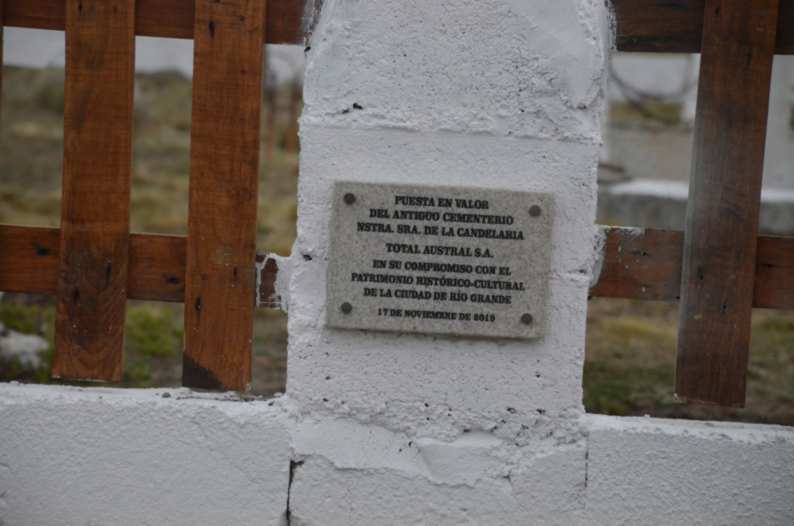 PUESTA EN VALOR
DEL ANTIGUO CEMENTERIO
NSTRA. SRA. DE LA CANDELARIA
TOTAL AUSTRAL S.A.
EN SU COMPROMISO CON EL
PATRIMONIO HISTÓRICO-CULTURAL
DE LA CIUDAD DE RÍO GRANDE
17 DE NOVIEMBRE DE 2019